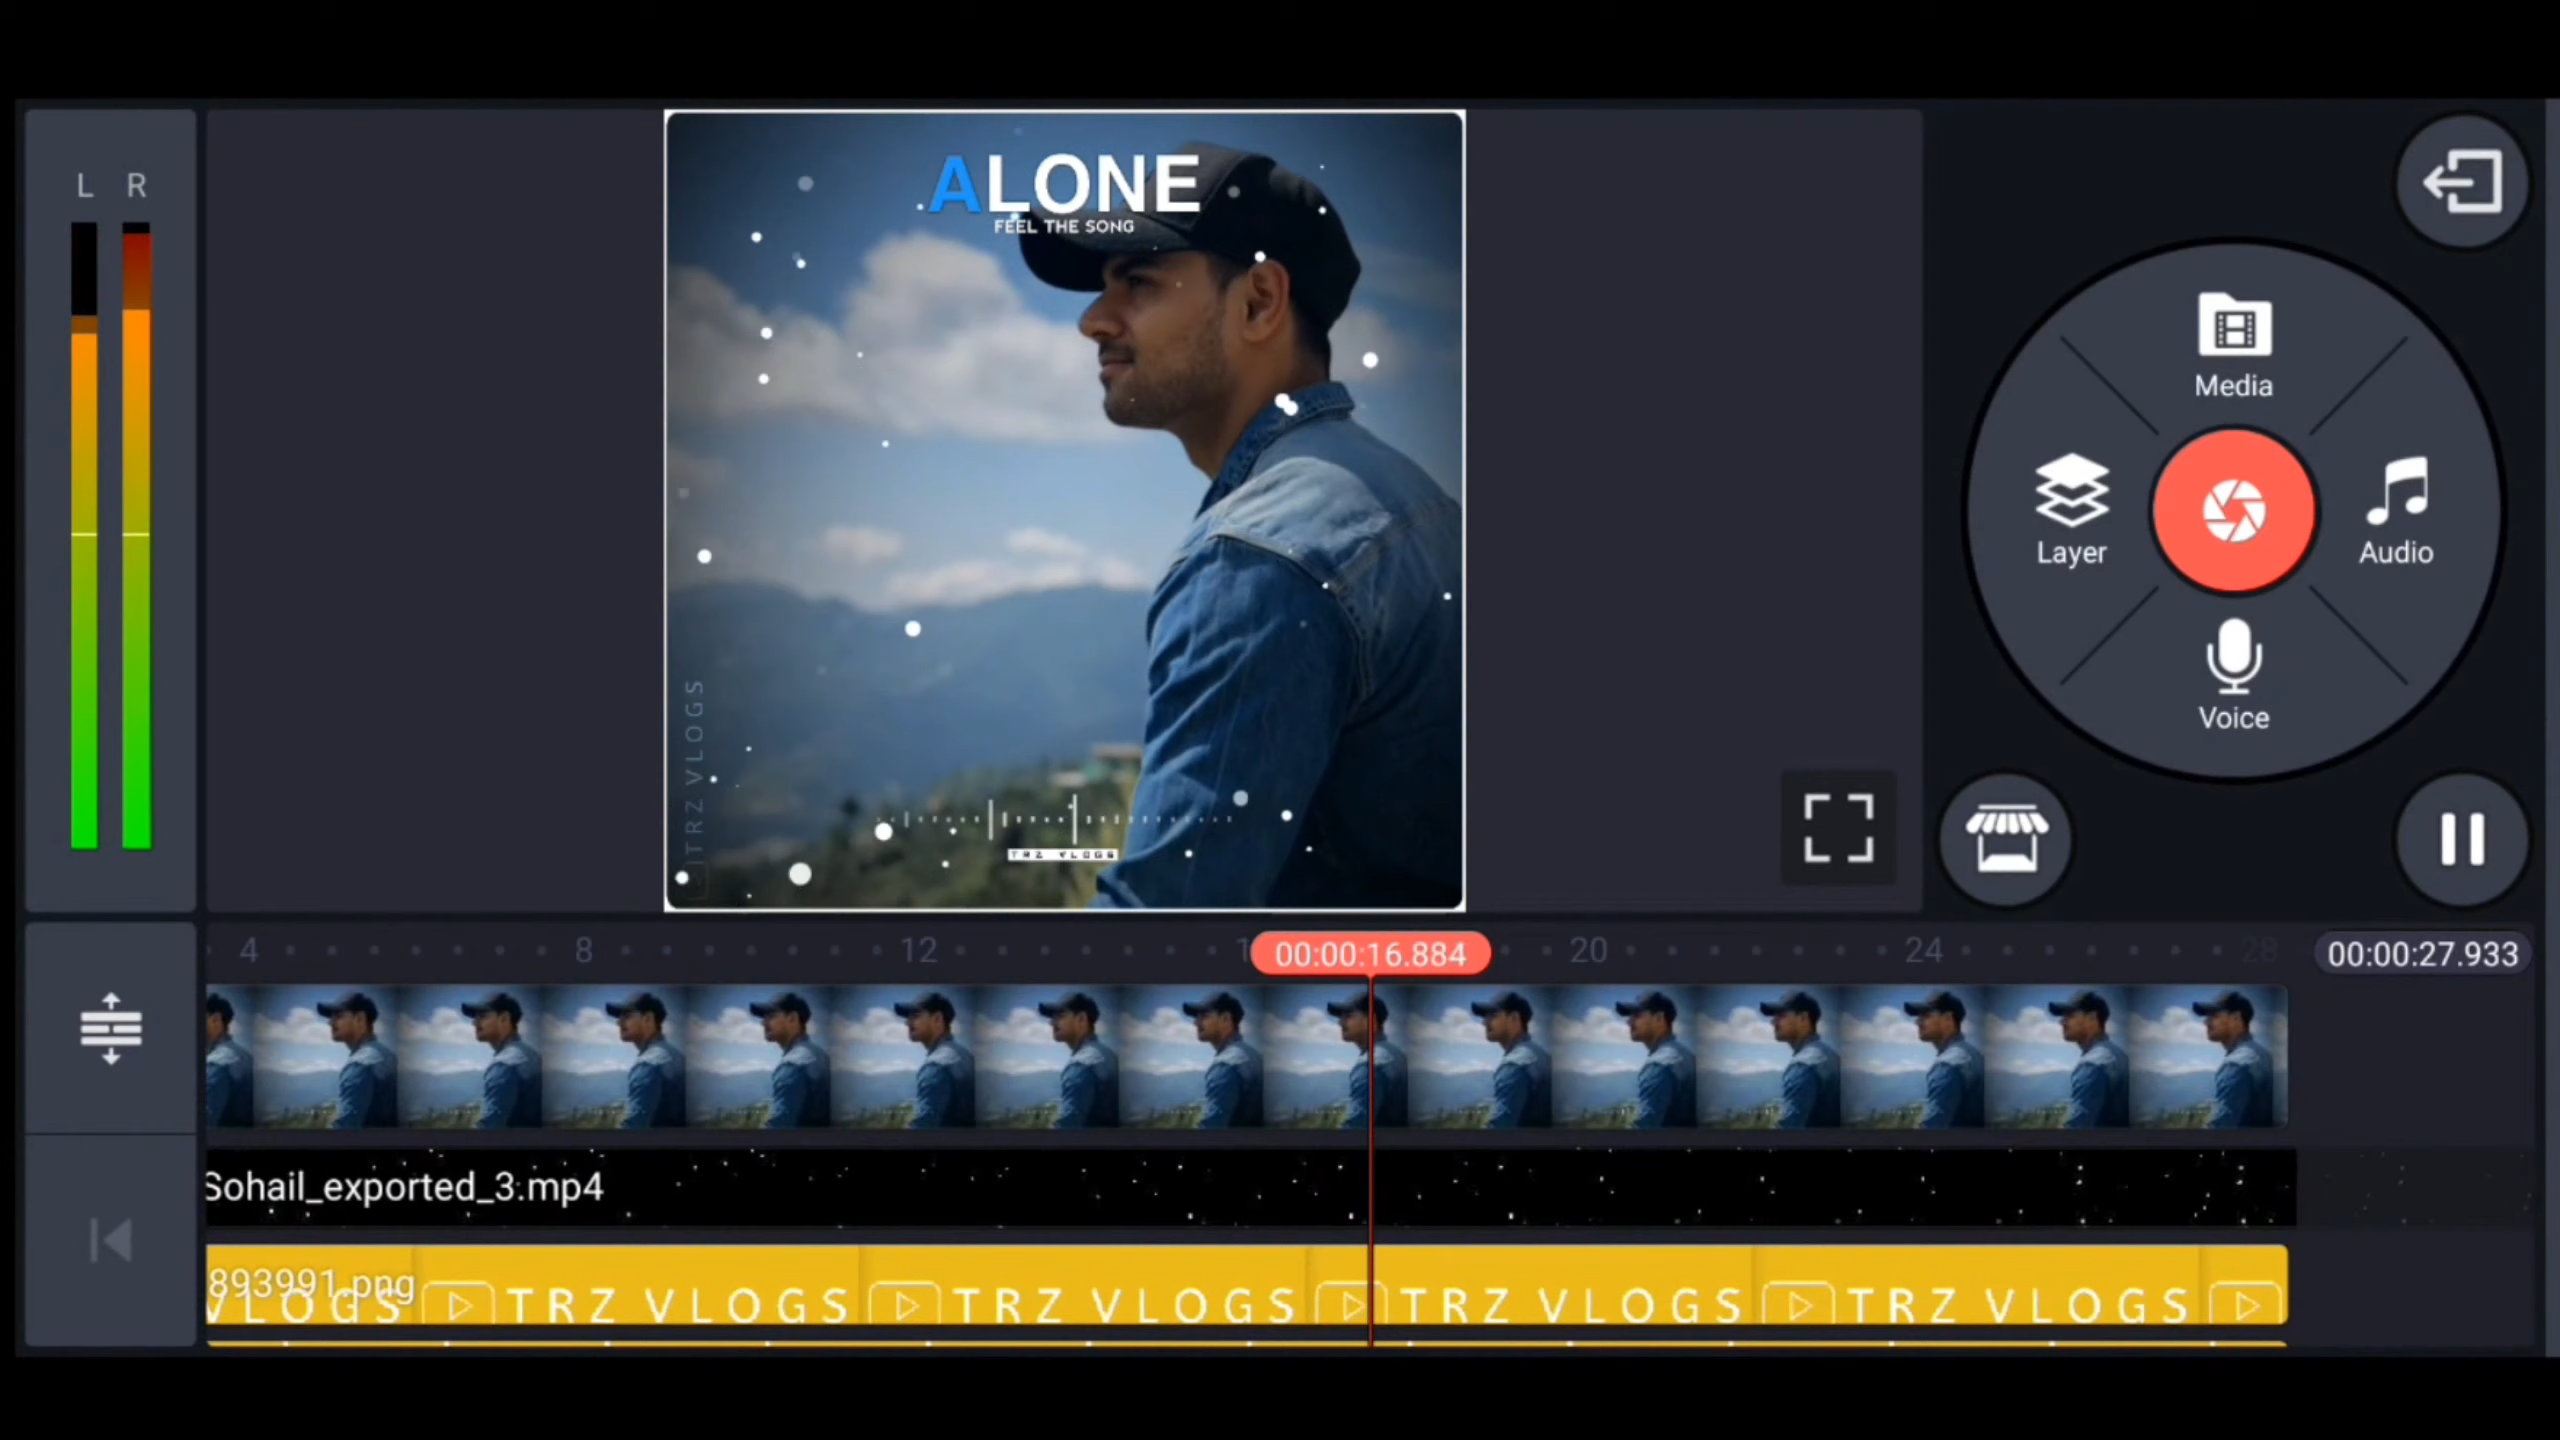 L R
ALONE
FEEL THE SONG
TRZ VLOGS
TRZ VLOGS
Media
Layer
Audio
Voice
4 8 12 00:00:16.884 20 24 28 00:00:27.933
Sohail_exported_3.mp4
893991.png
VLOGS TRZ VLOGS TRZ VLOGS TRZ VLOGS TRZ VLOGS